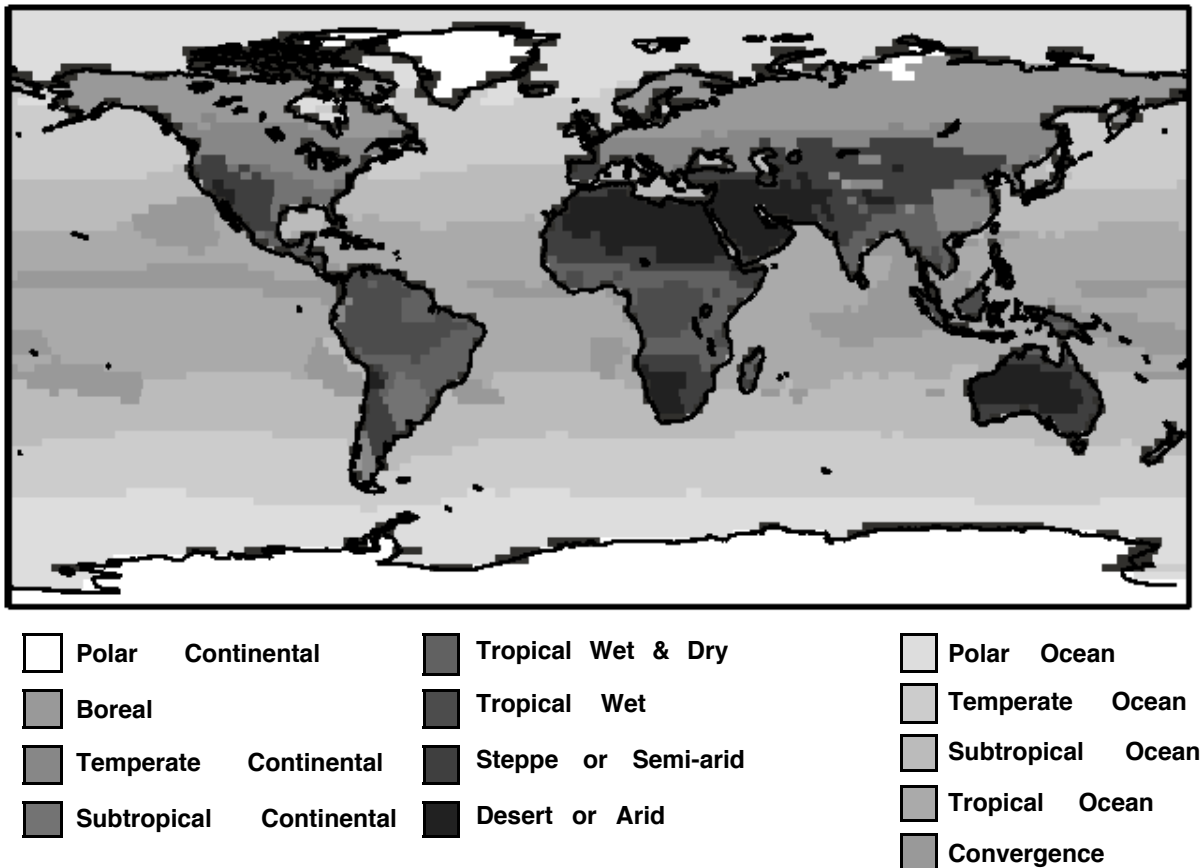 Polar Continental
Boreal
Temperate Continental
Subtropical Continental
Tropical Wet & Dry
Tropical Wet
Steppe or Semi-arid
Desert or Arid
Polar Ocean
Temperate Ocean
Subtropical Ocean
Tropical Ocean
Convergence